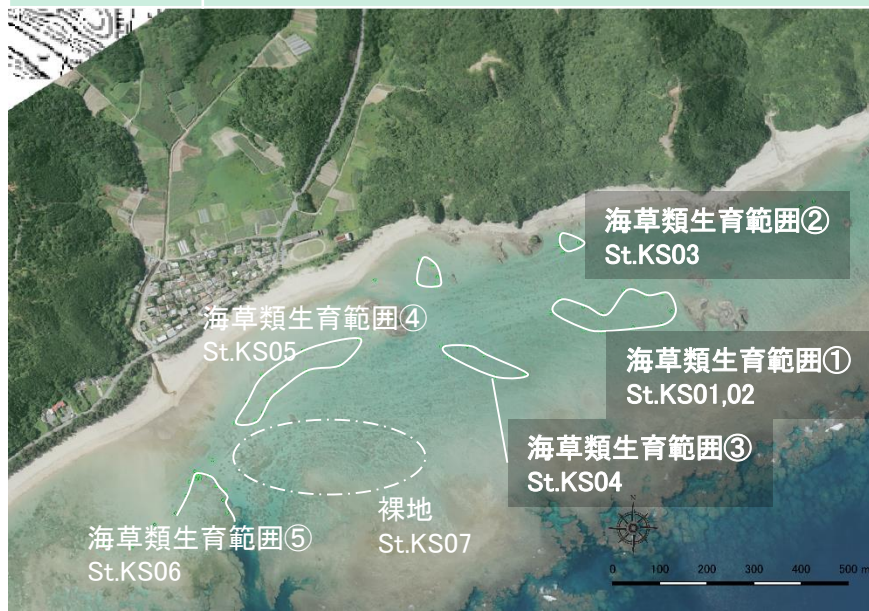 海草類生育範囲②
St.KS03
海草類生育範囲④
St.KS05
海草類生育範囲①
St.KS01,02
海草類生育範囲③
St.KS04
裸地
St.KS07
海草類生育範囲⑤
St.KS06
N
0 100 200 300 400 500 m